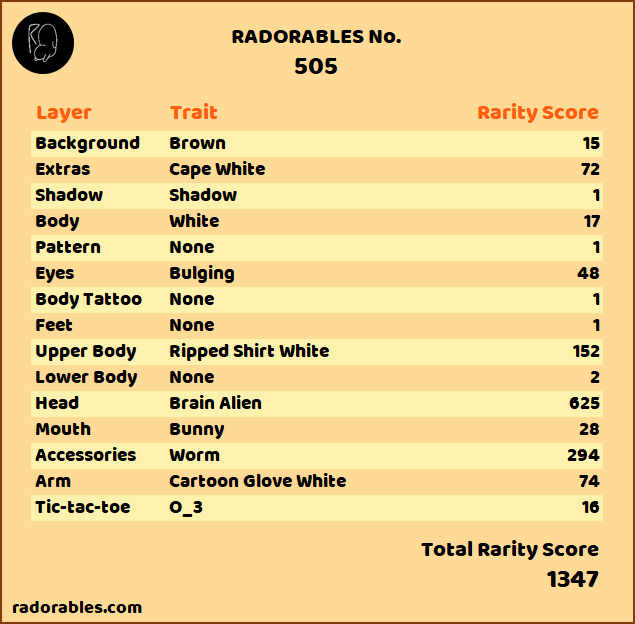 RADORABLES No.
505
Layer Trait Rarity Score
Background Brown 15
Extras Cape White 72
Shadow Shadow 1
Body White 17
Pattern None 1
Eyes Bulging 48
Body Tattoo None 1
Feet None 1
Upper Body Ripped Shirt White 152
Lower Body None 2
Head Brain Alien 625
Mouth Bunny 28
Accessories Worm 294
Arm Cartoon Glove White 74
Tic-tac-toe O_3 16
Total Rarity Score
1347
radorables.com